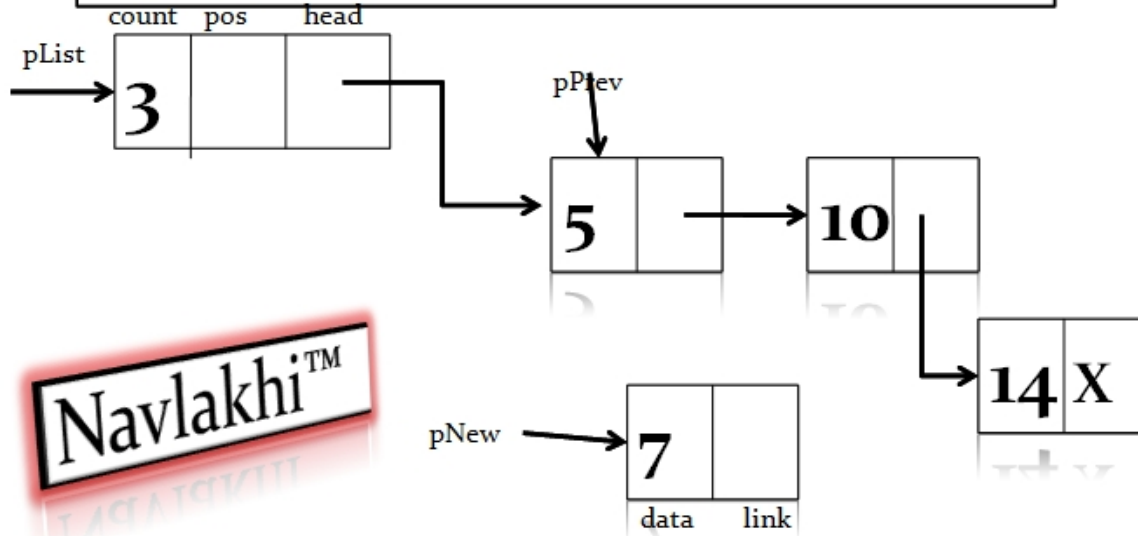 count pos head
pList
3
pPrev
5
10
14 X
Navlakhi™
pNew
7
data link